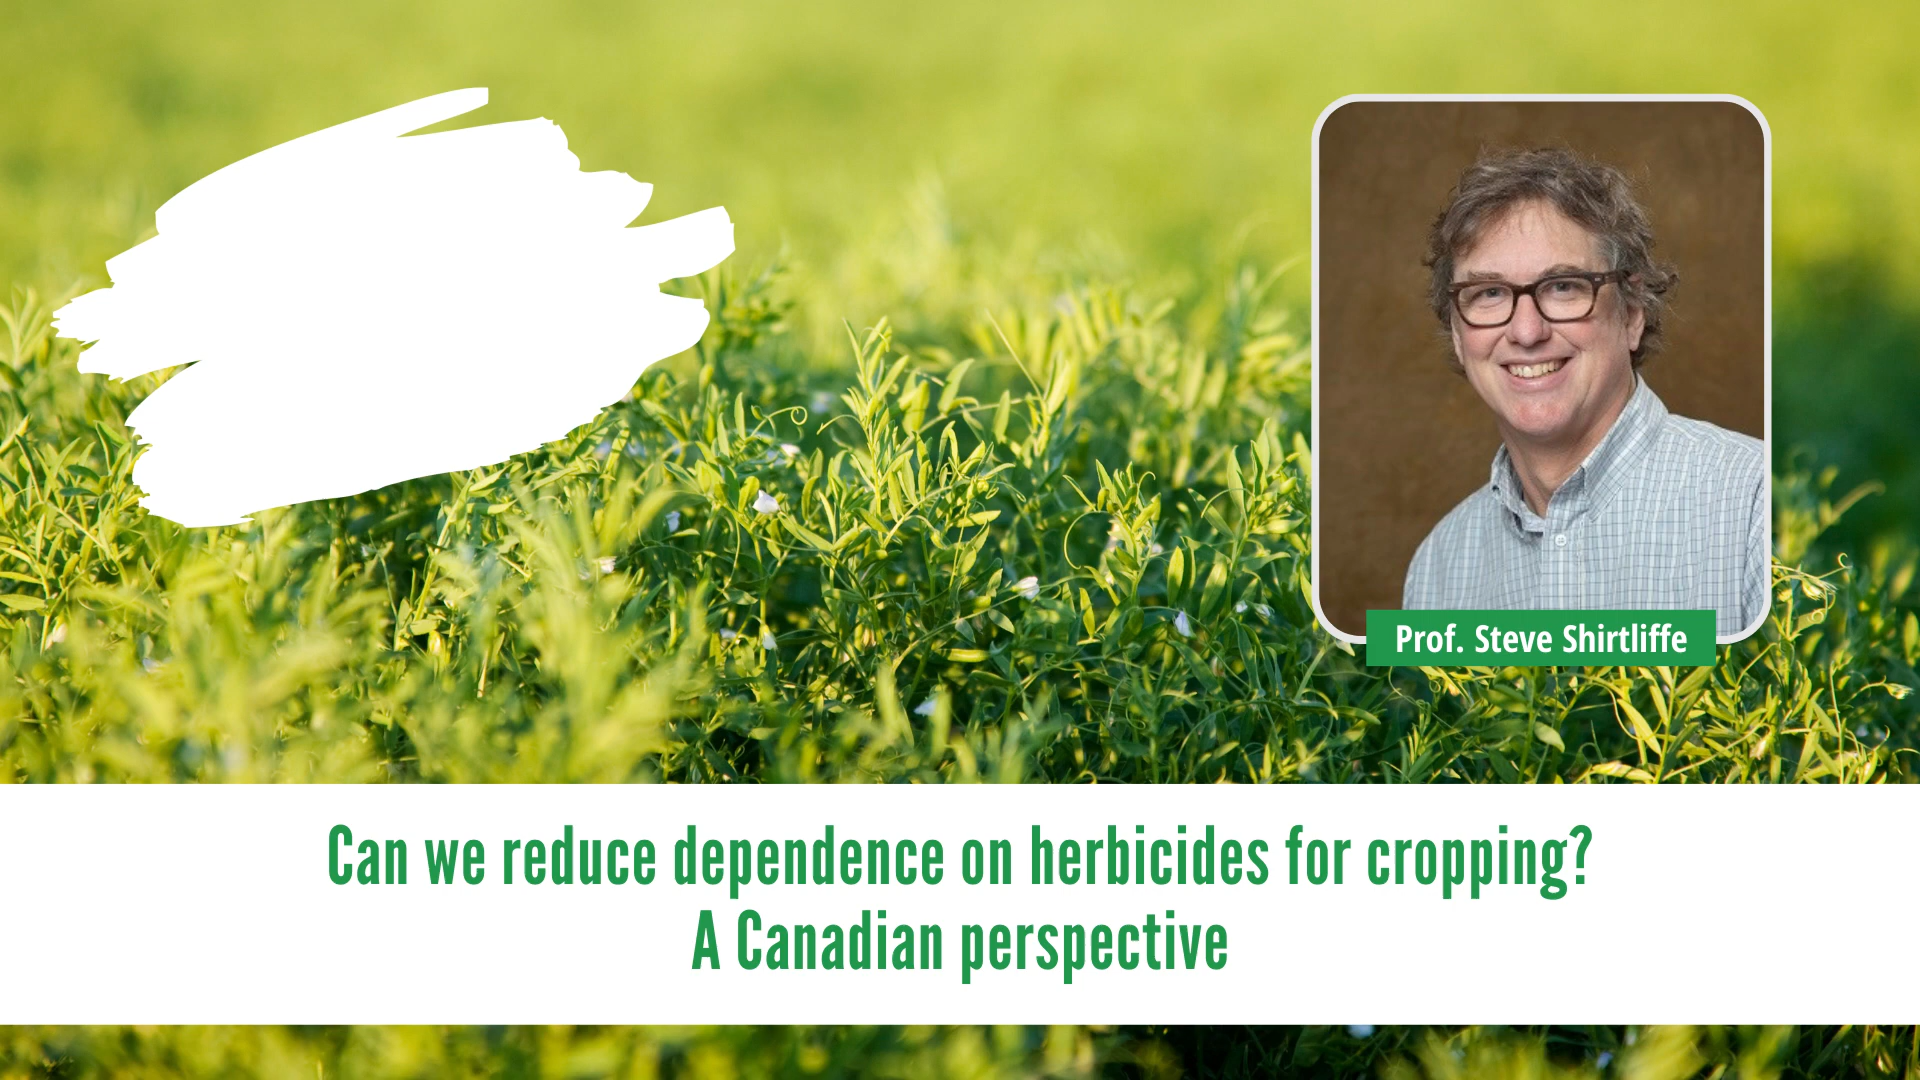 Prof. Steve Shirtliffe
Can we reduce dependence on herbicides for cropping?
A Canadian perspective